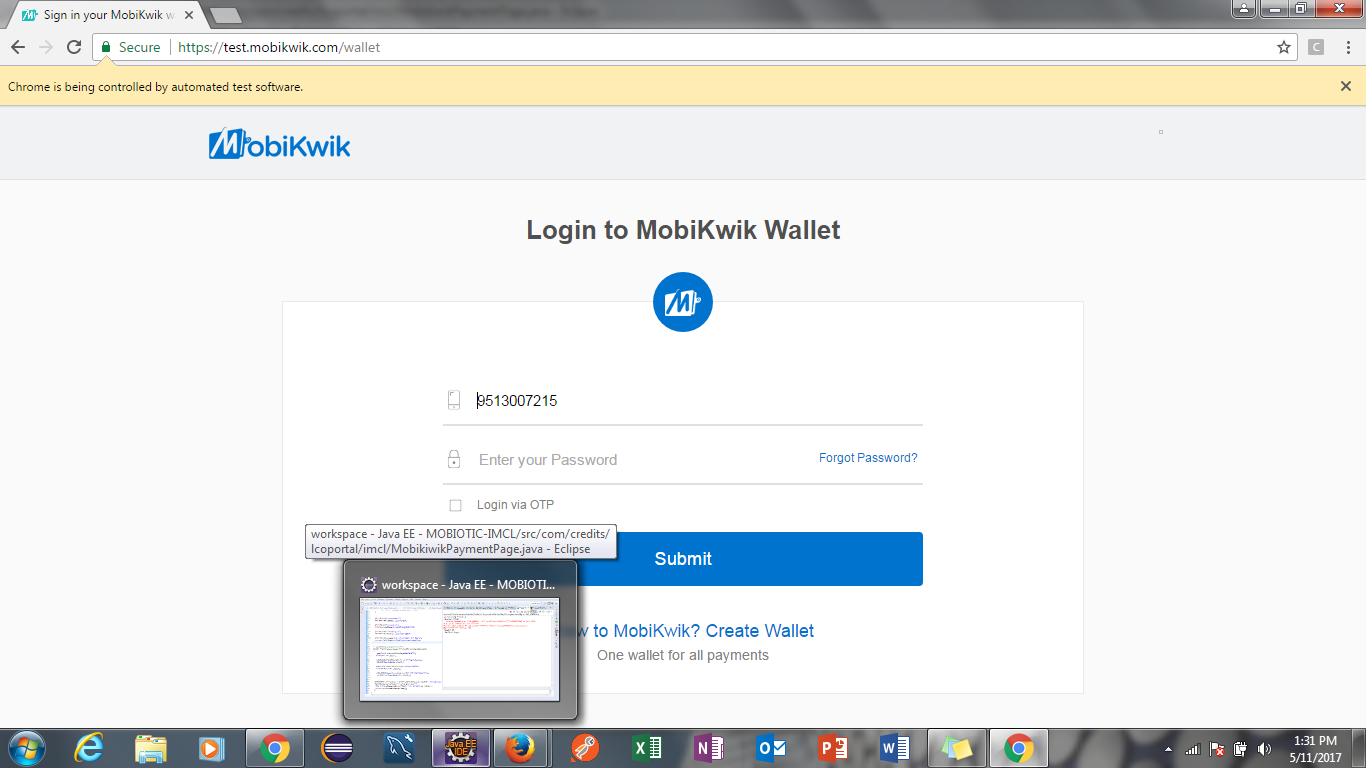 Sign in your MobiKwik w
Secure
https://test.mobikwik.com/wallet
C
Chrome is being controlled by automated test software.
MobiKwik
Login to MobiKwik Wallet
M
9513007215
Enter your Password
Forgot Password?
Login via OTP
workspace - Java EE - MOBIOTIC-IMCL/src/com/credits/
lcoportal/imcl/MobikiwikPaymentPage.java - Eclipse
Submit
workspace - Java EE - MOBIOTI...
to MobiKwik? Create Wallet
One wallet for all payments
Java EE
IDE
1:31 PM
5/11/2017